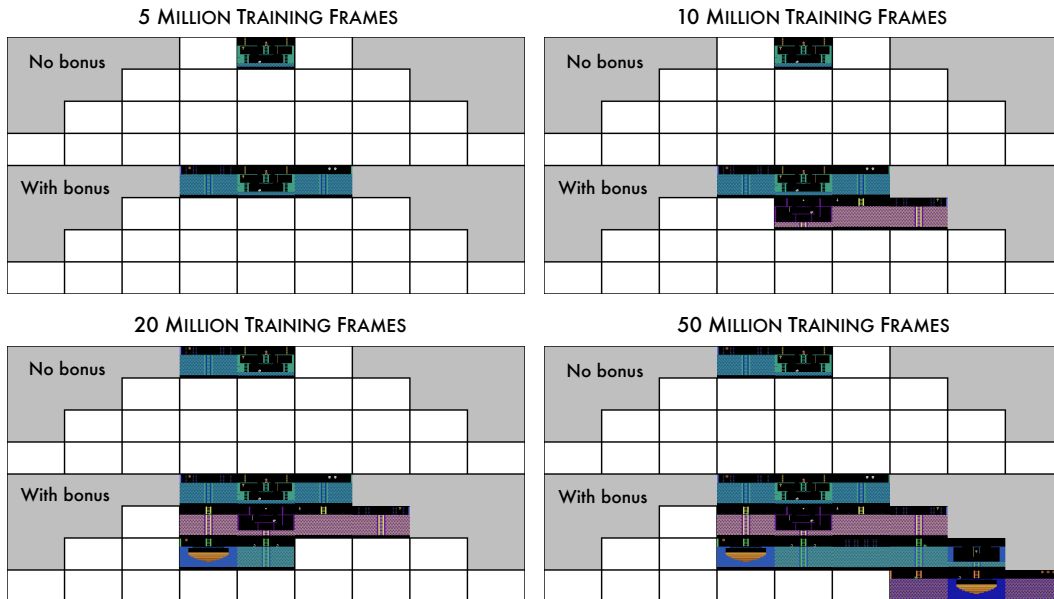 5 MILLION TRAINING FRAMES
10 MILLION TRAINING FRAMES
No bonus
No bonus
With bonus
With bonus
20 MILLION TRAINING FRAMES
50 MILLION TRAINING FRAMES
No bonus
No bonus
With bonus
With bonus